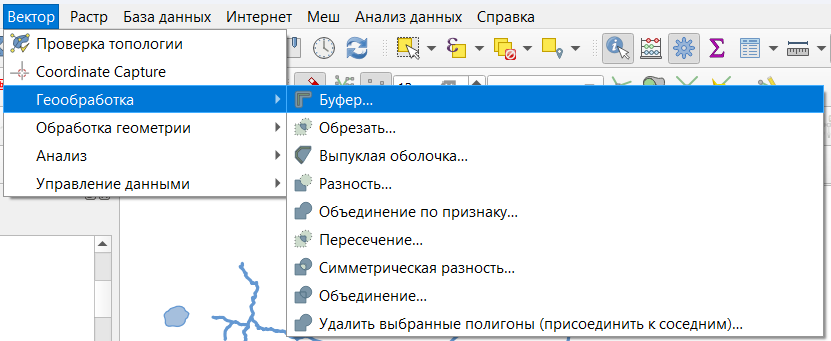 Вектор Растр База данных Интернет Меш Анализ данных Справка
Проверка топологии
Coordinate Capture
Геообработка
Обработка геометрии
Анализ
Управление данными
Буфер...
Обрезать...
Выпуклая оболочка...
Разность...
Объединение по признаку...
Пересечение...
Симметрическая разность...
Объединение...
Удалить выбранные полигоны (присоединить к соседним)...